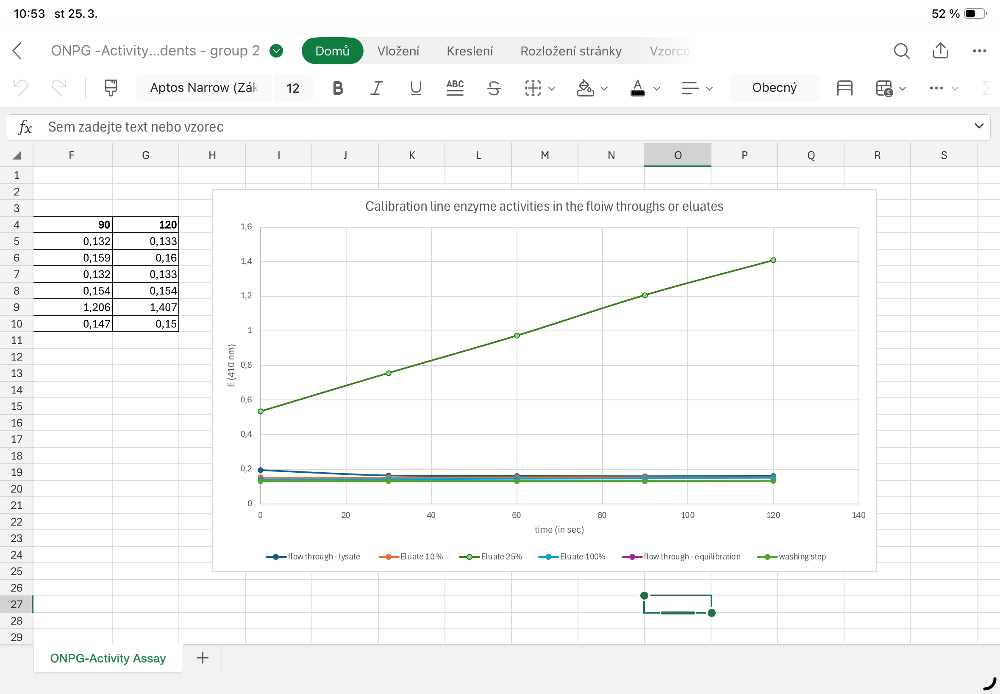 10:53 st 25. 3.
52 %
ONPG -Activity...dents - group 2
Domů Vložení Kreslení Rozložení stránky Vzorce
Aptos Narrow (Zák 12 B I U ABC S A Obecný
fx Sem zadejte text nebo vzorec
F G H I J K L M N O P Q R S
1
2
3
4 90 120
5 0,132 0,133
6 0,159 0,16
7 0,132 0,133
8 0,154 0,154
9 1,206 1,407
10 0,147 0,15
11
12
13
14
15
16
17
18
19
20
21
22
23
24
25
26
27
28
29
Calibration line enzyme activities in the floiw throughs or eluates
1,6
1,4
1,2
1
0,8
0,6
0,4
0,2
0
E (410 nm)
0 20 40 60 80 100 120 140
time (in sec)
flow through - lysate Eluate 10 % Eluate 25% Eluate 100% flow through - equilibration washing step
ONPG-Activity Assay